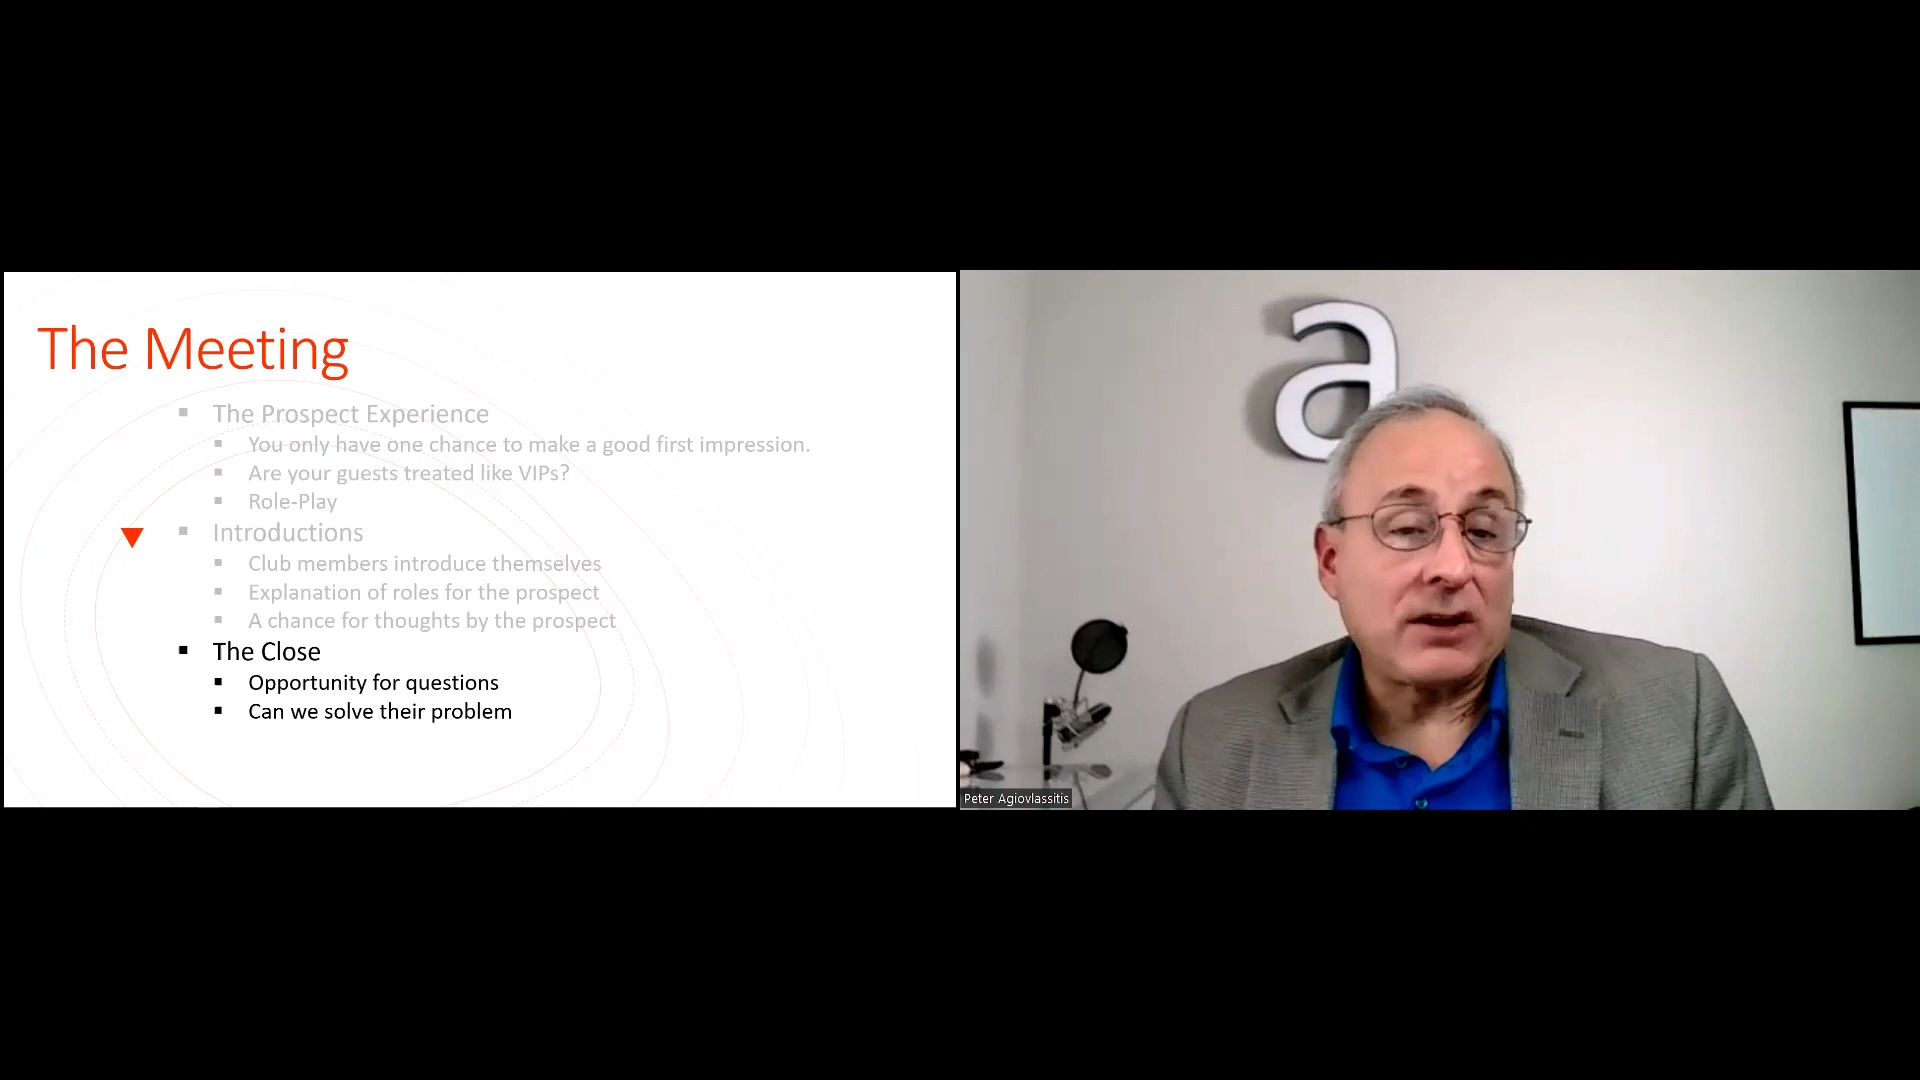 The Meeting
▪ The Prospect Experience
▪ You only have one chance to make a good first impression.
▪ Are your guests treated like VIPs?
▪ Role-Play
▪ Introductions
▪ Club members introduce themselves
▪ Explanation of roles for the prospect
▪ A chance for thoughts by the prospect
▪ The Close
▪ Opportunity for questions
▪ Can we solve their problem
a
Peter Agiovlassitis